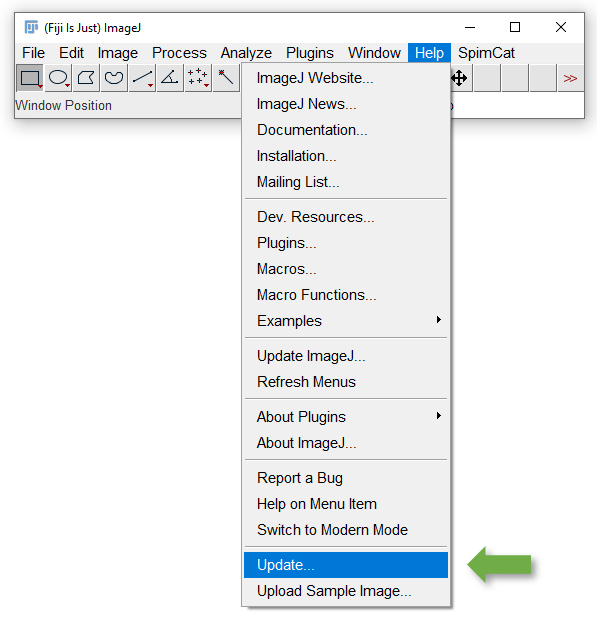 (Fiji Is Just) ImageJ
File Edit Image Process Analyze Plugins Window Help SpimCat
>>
Window Position
ImageJ Website...
ImageJ News...
Documentation...
Installation...
Mailing List...
Dev. Resources...
Plugins...
Macros...
Macro Functions...
Examples
Update ImageJ...
Refresh Menus
About Plugins
About ImageJ...
Report a Bug
Help on Menu Item
Switch to Modern Mode
Update...
Upload Sample Image...